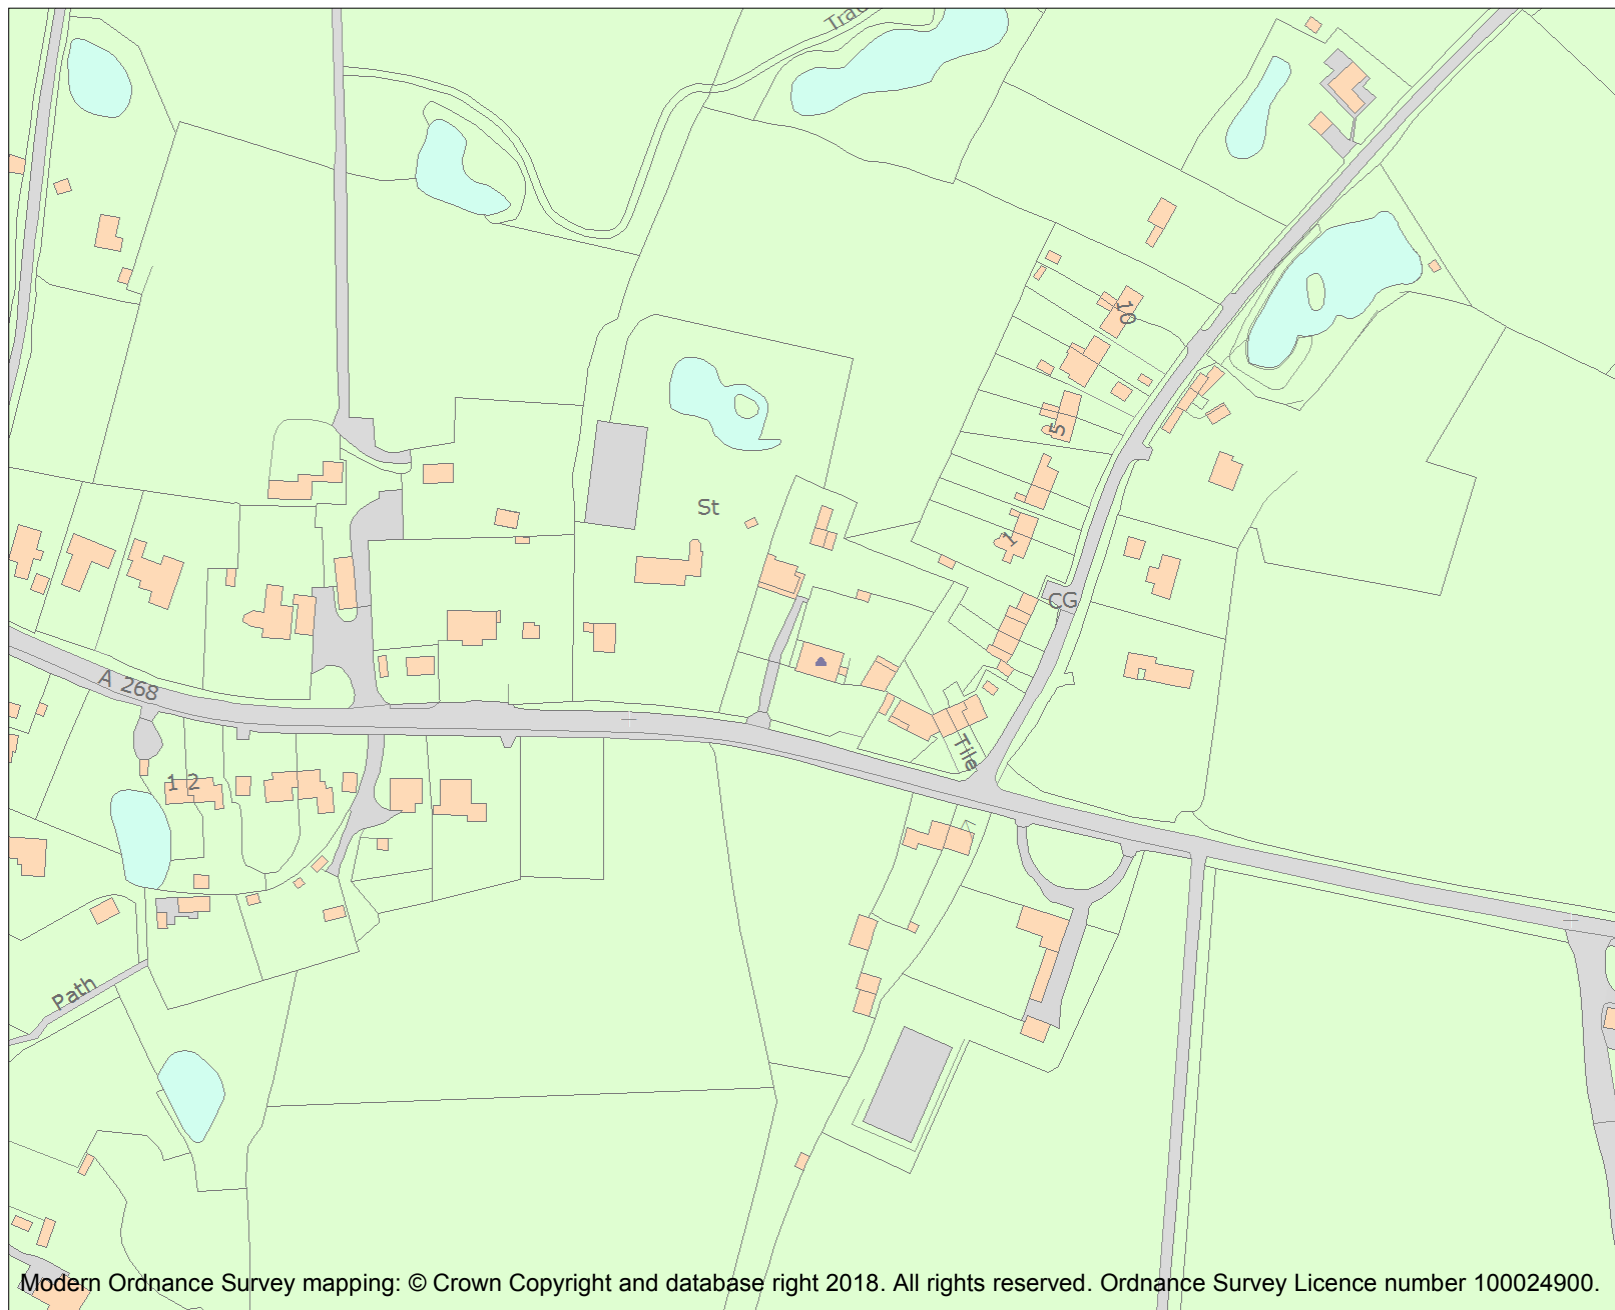 Trac
10
5
St
1
CG
A 268
Tile
1 2
Path
Modern Ordnance Survey mapping: © Crown Copyright and database right 2018. All rights reserved. Ordnance Survey Licence number 100024900.